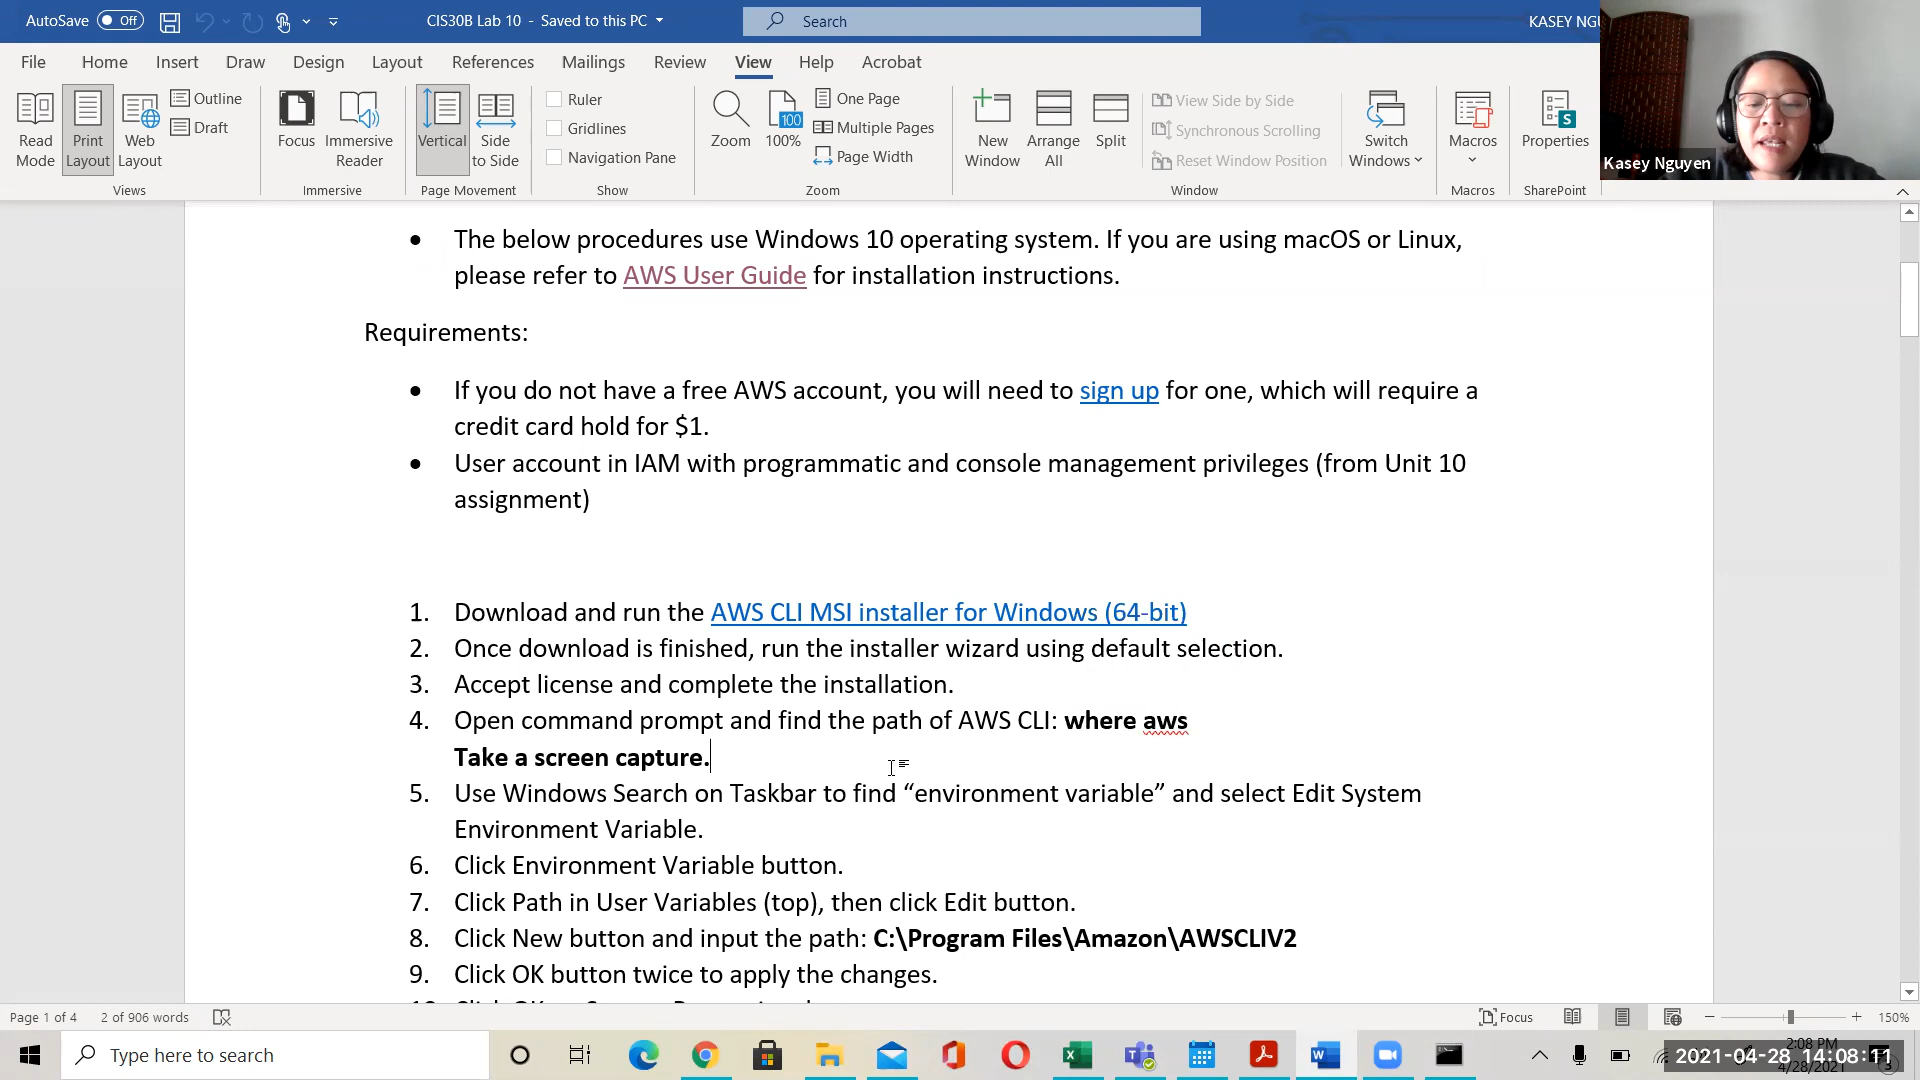 AutoSave Off
CIS30B Lab 10 - Saved to this PC
Search
KASEY
File Home Insert Draw Design Layout References Mailings Review View Help Acrobat
Read Mode
Print Layout
Web Layout
Outline
Draft
Views
Focus
Immersive Reader
Immersive
Vertical
Side to Side
Page Movement
Ruler
Gridlines
Navigation Pane
Show
Zoom
100
100%
One Page
Multiple Pages
Page Width
Zoom
New Window
Arrange All
Split
View Side by Side
Synchronous Scrolling
Reset Window Position
Switch Windows
Window
Macros
Macros
Properties
SharePoint
Kasey Nguyen
• The below procedures use Windows 10 operating system. If you are using macOS or Linux,
please refer to AWS User Guide for installation instructions.
Requirements:
• If you do not have a free AWS account, you will need to sign up for one, which will require a
credit card hold for $1.
• User account in IAM with programmatic and console management privileges (from Unit 10
assignment)
1. Download and run the AWS CLI MSI installer for Windows (64-bit)
2. Once download is finished, run the installer wizard using default selection.
3. Accept license and complete the installation.
4. Open command prompt and find the path of AWS CLI: where aws
Take a screen capture.
5. Use Windows Search on Taskbar to find “environment variable” and select Edit System
Environment Variable.
6. Click Environment Variable button.
7. Click Path in User Variables (top), then click Edit button.
8. Click New button and input the path: C:\Program Files\Amazon\AWSCLIV2
9. Click OK button twice to apply the changes.
Page 1 of 4 2 of 906 words
Focus
150%
Type here to search
2:08 PM
2021-04-28 14:08:11
4/28/2021